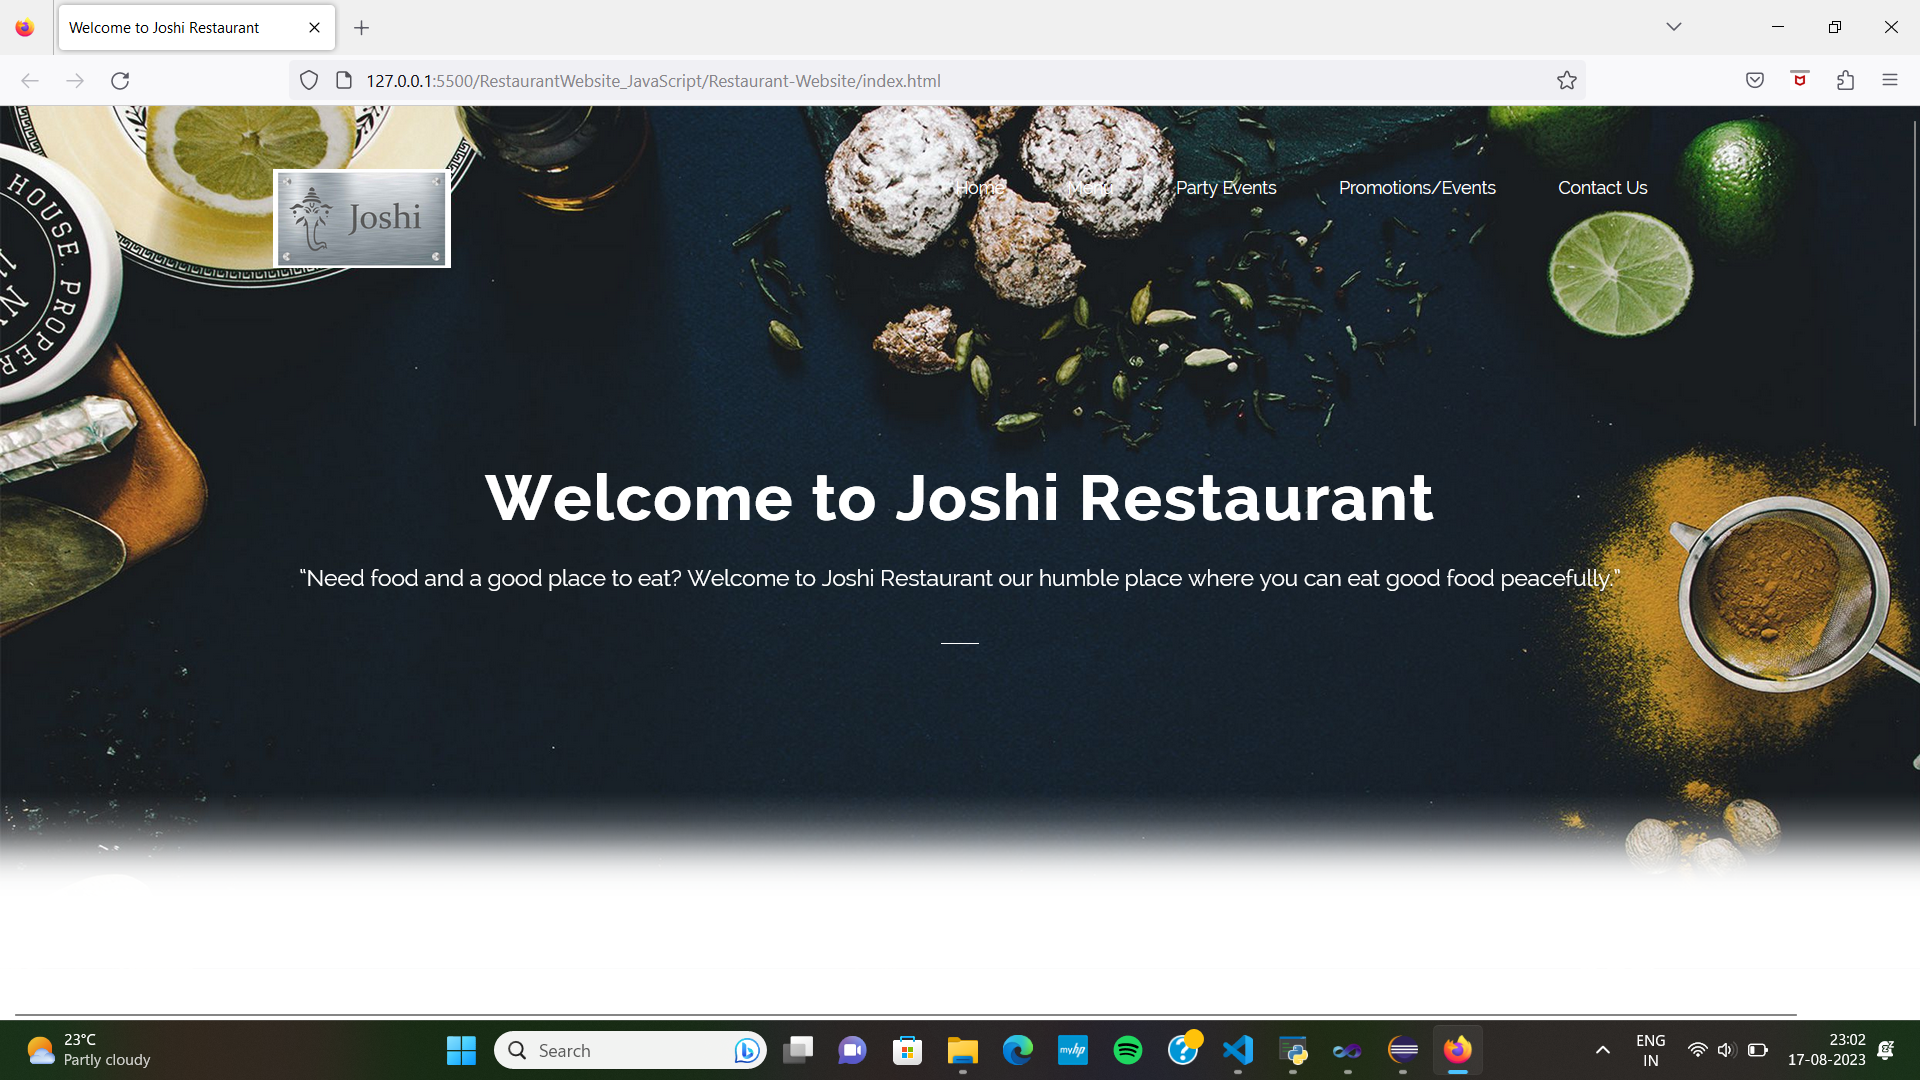 Welcome to Joshi Restaurant
127.0.0.1:5500/RestaurantWebsite_JavaScript/Restaurant-Website/index.html
HOUSE. PROPER
Joshi
Home Menu Party Events Promotions/Events Contact Us
Welcome to Joshi Restaurant
“Need food and a good place to eat? Welcome to Joshi Restaurant our humble place where you can eat good food peacefully.”
23°C
Partly cloudy
Search
myhp
ENG
IN
23:02
17-08-2023